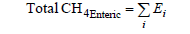 Total CH₄Enteric = ∑ᵢ Eᵢ